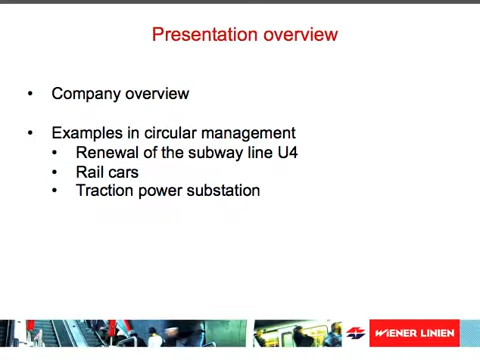 Presentation overview
• Company overview
• Examples in circular management
• Renewal of the subway line U4
• Rail cars
• Traction power substation
WIENER LINIEN